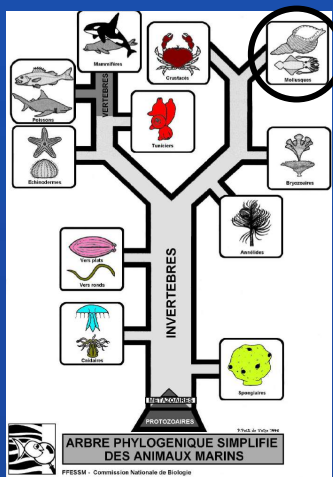 Mammifères
Crustacés
Mollusques
Poissons
VERTEBRES
Tuniciers
Echinodermes
Bryozoaires
Annélides
Vers plats
Vers ronds
INVERTEBRES
Cnidaires
Spongiaires
METAZOAIRES
PROTOZOAIRES
ARBRE PHYLOGENIQUE SIMPLIFIE
DES ANIMAUX MARINS
FFESSM - Commission Nationale de Biologie